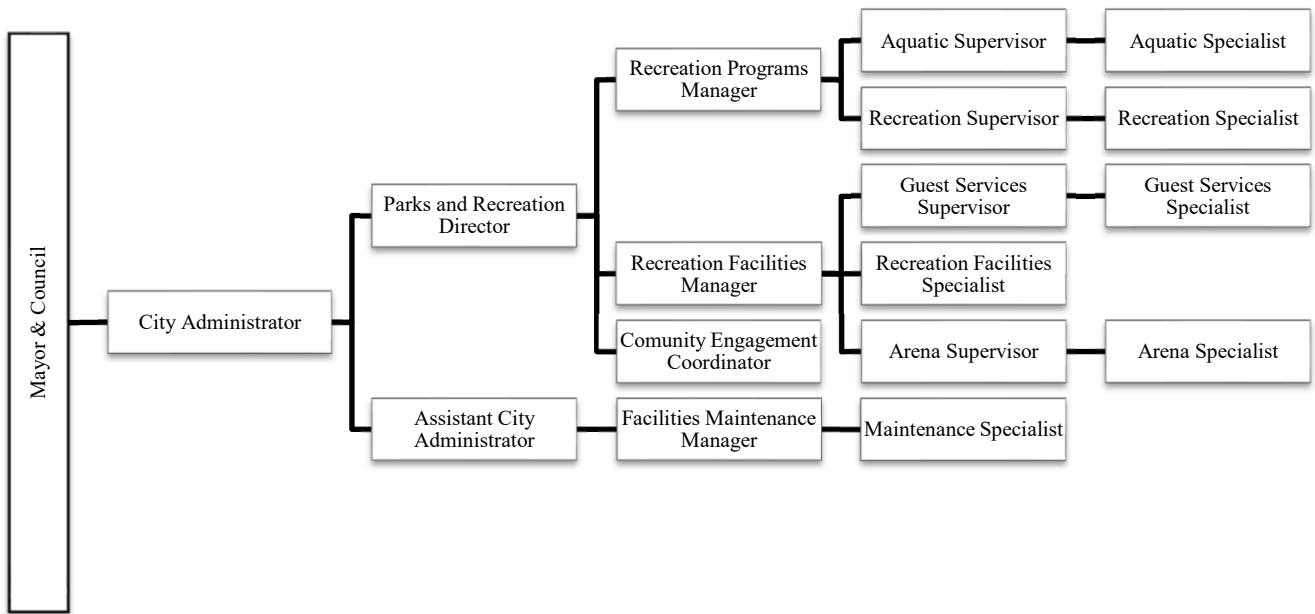 Mayor & Council
City Administrator
Parks and Recreation
Director
Assistant City
Administrator
Recreation Programs
Manager
Recreation Facilities
Manager
Comunity Engagement
Coordinator
Facilities Maintenance
Manager
Aquatic Supervisor
Recreation Supervisor
Guest Services
Supervisor
Recreation Facilities
Specialist
Arena Supervisor
Maintenance Specialist
Aquatic Specialist
Recreation Specialist
Guest Services
Specialist
Arena Specialist